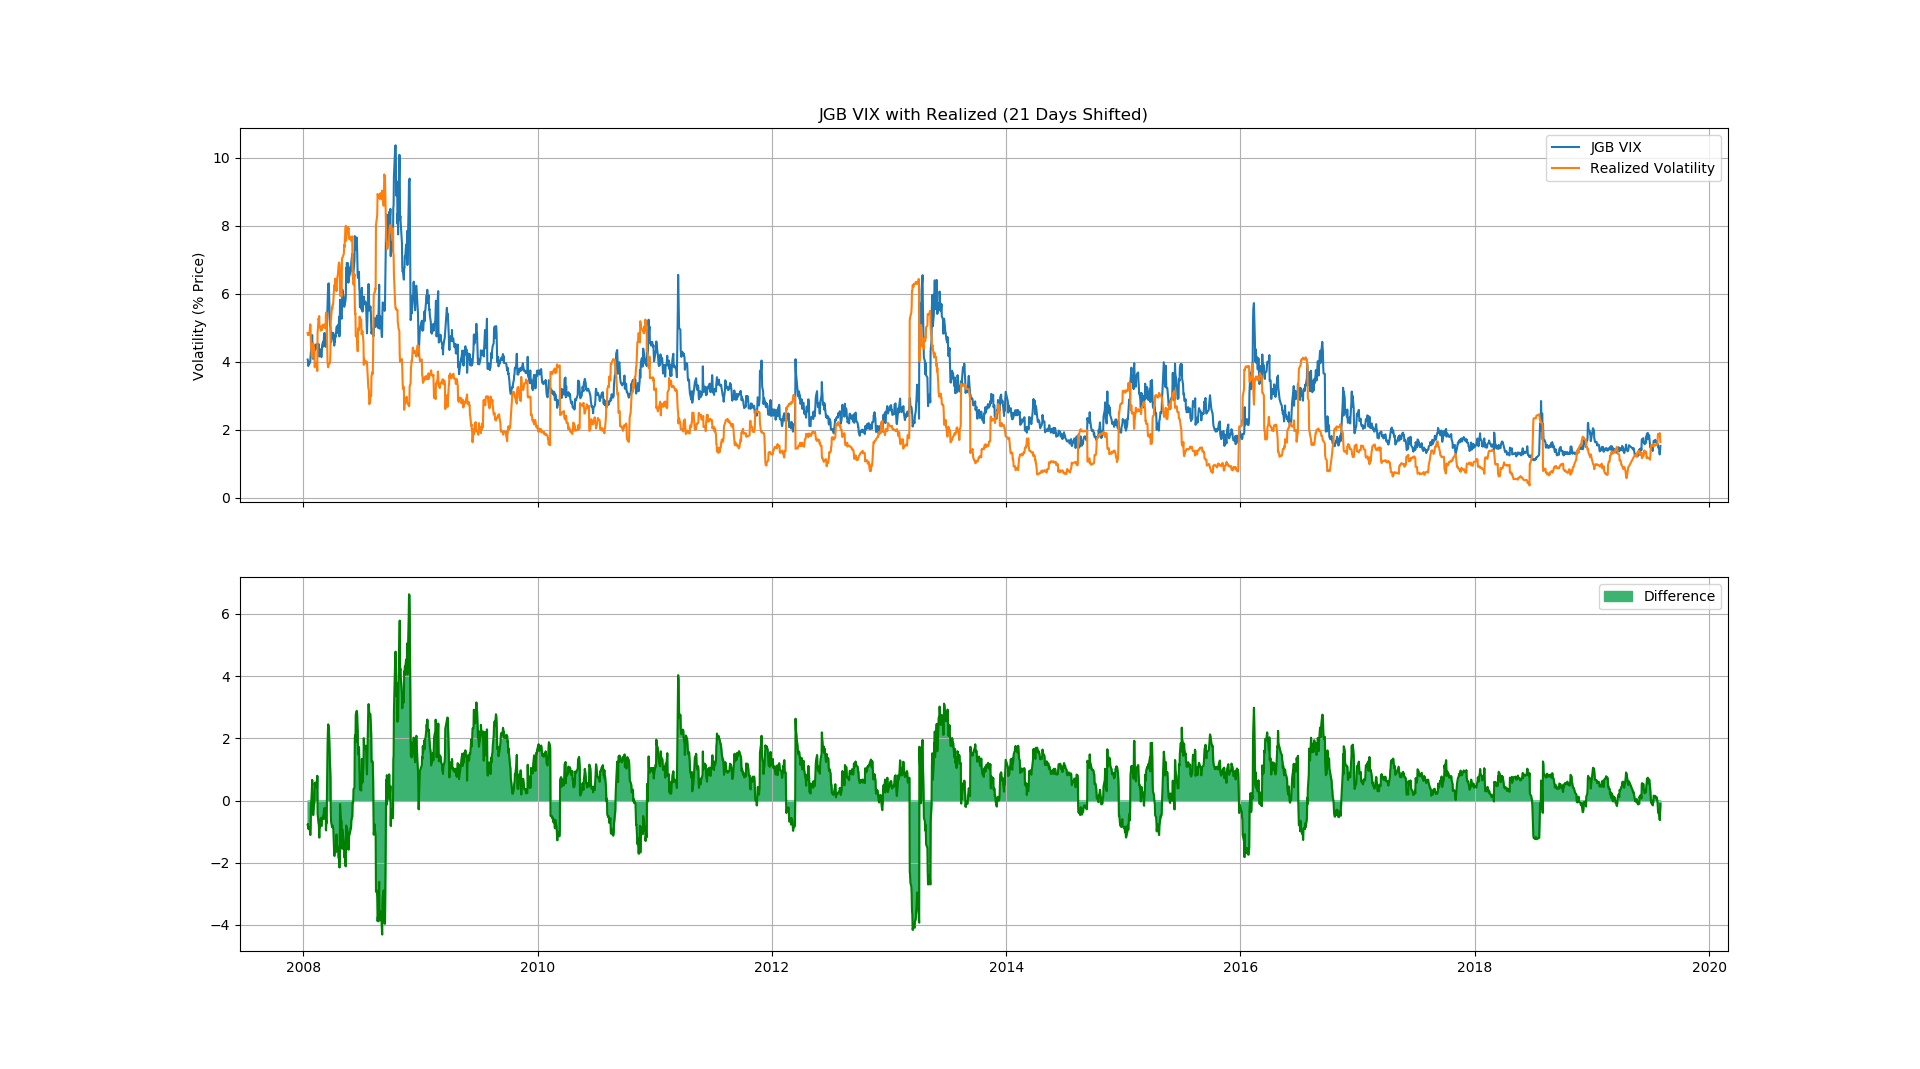 JGB VIX with Realized (21 Days Shifted)
JGB VIX
Realized Volatility
Volatility (% Price)
10
8
6
4
2
0
Difference
6
4
2
0
−2
−4
2008 2010 2012 2014 2016 2018 2020